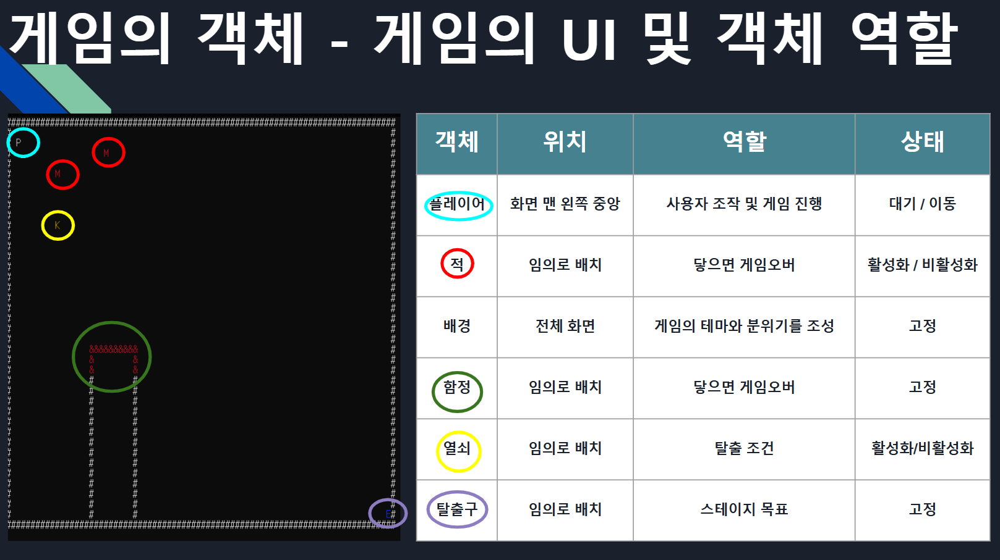 게임의 객체 - 게임의 UI 및 객체 역할
################################################################################
P
M
M
K
&&&&&&&&&&
& &
& &
# #
E#
################################################################################
객체 위치 역할 상태
플레이어 화면 맨 왼쪽 중앙 사용자 조작 및 게임 진행 대기 / 이동
적 임의로 배치 닿으면 게임오버 활성화 / 비활성화
배경 전체 화면 게임의 테마와 분위기를 조성 고정
함정 임의로 배치 닿으면 게임오버 고정
열쇠 임의로 배치 탈출 조건 활성화/비활성화
탈출구 임의로 배치 스테이지 목표 고정